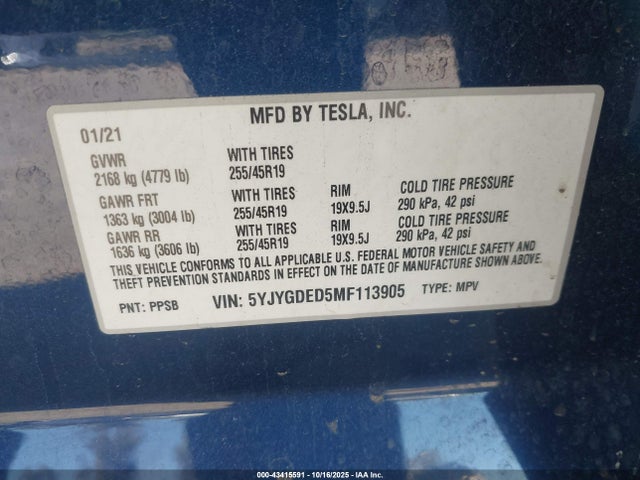 MFD BY TESLA, INC.
01/21
GVWR WITH TIRES
2168 kg (4779 lb) 255/45R19
GAWR FRT WITH TIRES RIM COLD TIRE PRESSURE
1363 kg (3004 lb) 255/45R19 19X9.5J 290 kPa, 42 psi
GAWR RR WITH TIRES RIM COLD TIRE PRESSURE
1636 kg (3606 lb) 255/45R19 19X9.5J 290 kPa, 42 psi
THIS VEHICLE CONFORMS TO ALL APPLICABLE U.S. FEDERAL MOTOR VEHICLE SAFETY AND
THEFT PREVENTION STANDARDS IN EFFECT ON THE DATE OF MANUFACTURE SHOWN ABOVE.
PNT: PPSB VIN: 5YJYGDED5MF113905 TYPE: MPV
000-43415591 - 10/16/2025 - IAA Inc.